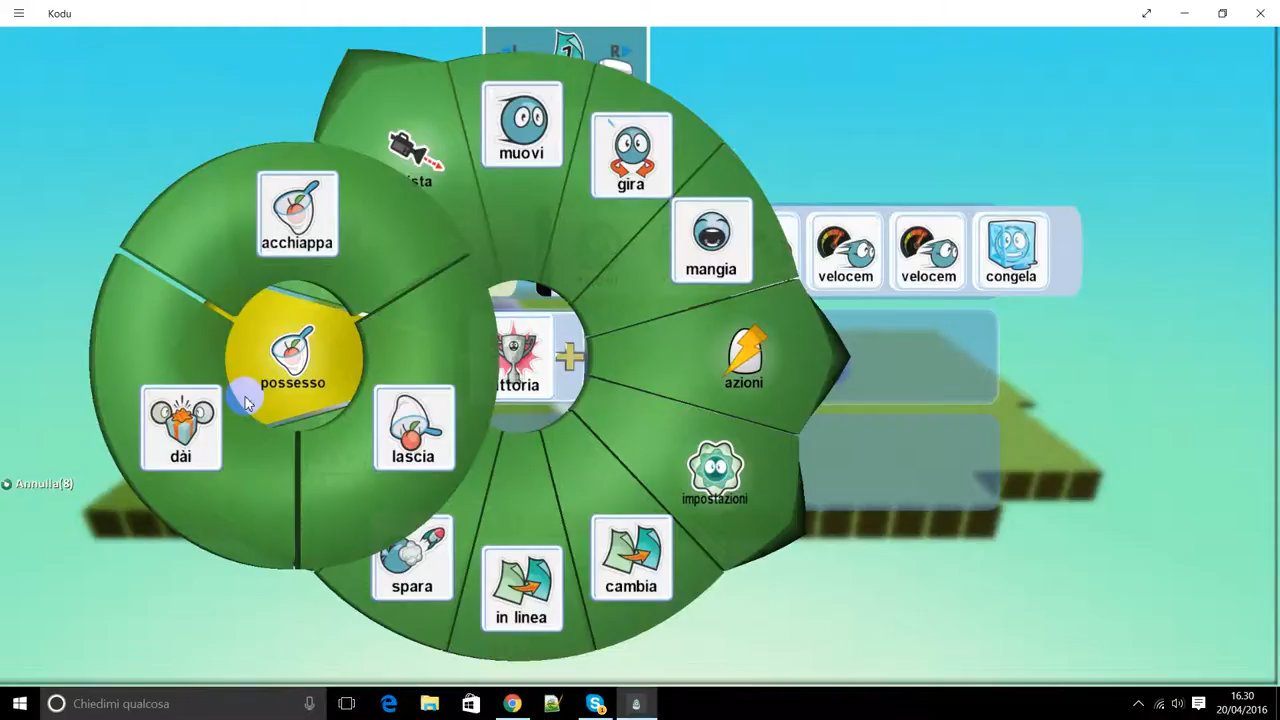 Kodu
R
muovi
gira
ista
acchiappa
mangia
velocem
velocem
congela
possesso
ttoria
azioni
dài
lascia
Annulla(8)
impostazioni
spara
cambia
in linea
Chiedimi qualcosa
16.30
20/04/2016